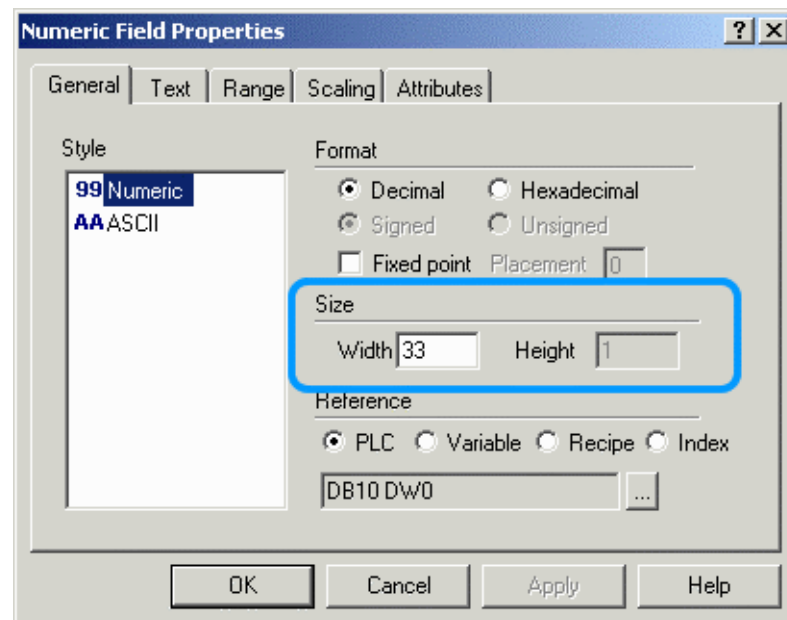 Numeric Field Properties ? X
General Text Range Scaling Attributes
Style
99 Numeric
AA ASCII
Format
Decimal Hexadecimal
Signed Unsigned
Fixed point Placement 0
Size
Width 33 Height 1
Reference
PLC Variable Recipe Index
DB10 DW0 ...
OK Cancel Apply Help